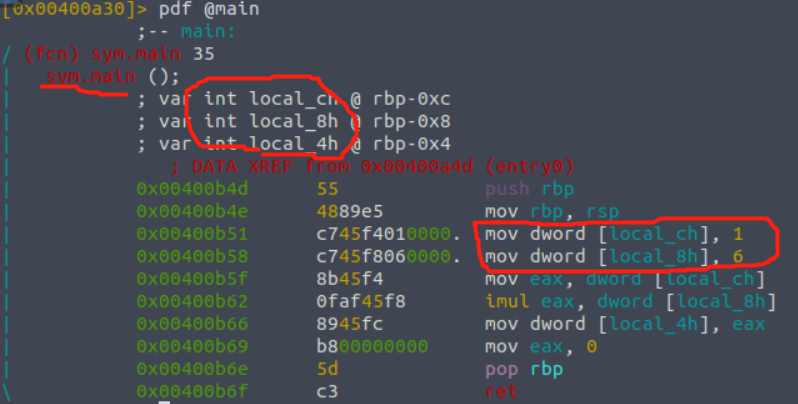 [0x00400a30]> pdf @main
;-- main:
/ (fcn) sym.main 35
| sym.main ();
| ; var int local_ch @ rbp-0xc
| ; var int local_8h @ rbp-0x8
| ; var int local_4h @ rbp-0x4
| ; DATA XREF from 0x00400a4d (entry0)
| 0x00400b4d 55 push rbp
| 0x00400b4e 4889e5 mov rbp, rsp
| 0x00400b51 c745f4010000. mov dword [local_ch], 1
| 0x00400b58 c745f8060000. mov dword [local_8h], 6
| 0x00400b5f 8b45f4 mov eax, dword [local_ch]
| 0x00400b62 0faf45f8 imul eax, dword [local_8h]
| 0x00400b66 8945fc mov dword [local_4h], eax
| 0x00400b69 b800000000 mov eax, 0
| 0x00400b6e 5d pop rbp
\ 0x00400b6f c3 ret